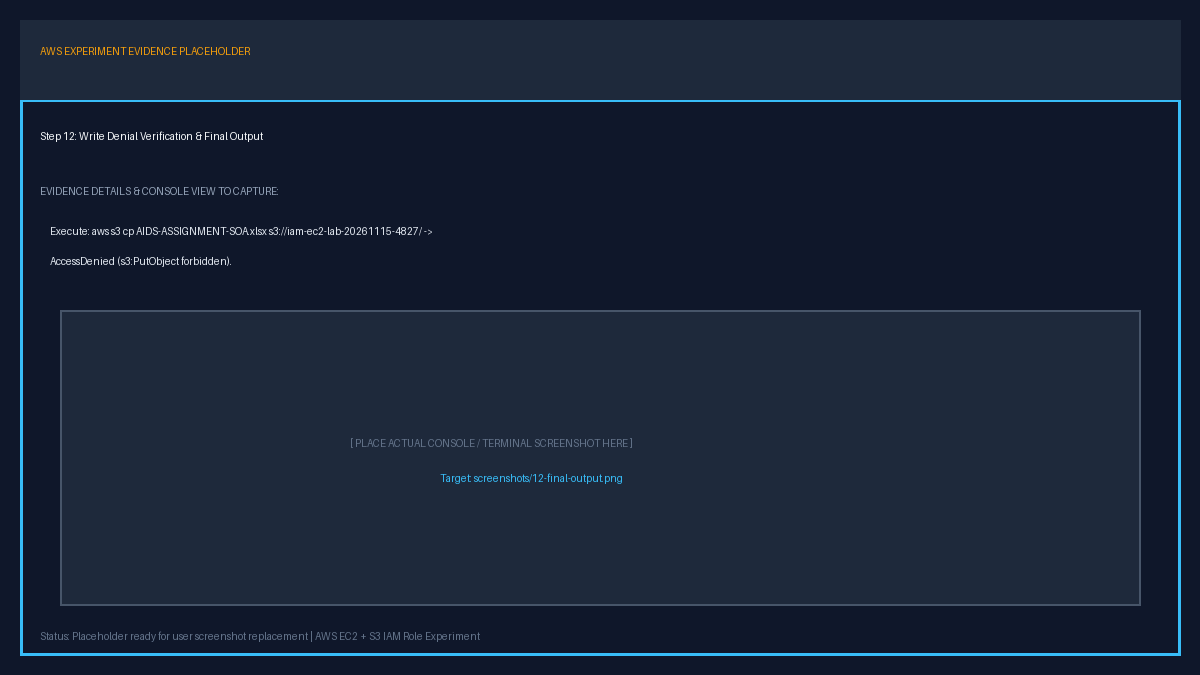 AWS EXPERIMENT EVIDENCE PLACEHOLDER
Step 12: Write Denial Verification & Final Output
EVIDENCE DETAILS & CONSOLE VIEW TO CAPTURE:
Execute: aws s3 cp AIDS-ASSIGNMENT-SOA.xlsx s3://iam-ec2-lab-20261115-4827/ ->
AccessDenied (s3:PutObject forbidden).
[ PLACE ACTUAL CONSOLE / TERMINAL SCREENSHOT HERE ]
Target: screenshots/12-final-output.png
Status: Placeholder ready for user screenshot replacement | AWS EC2 + S3 IAM Role Experiment